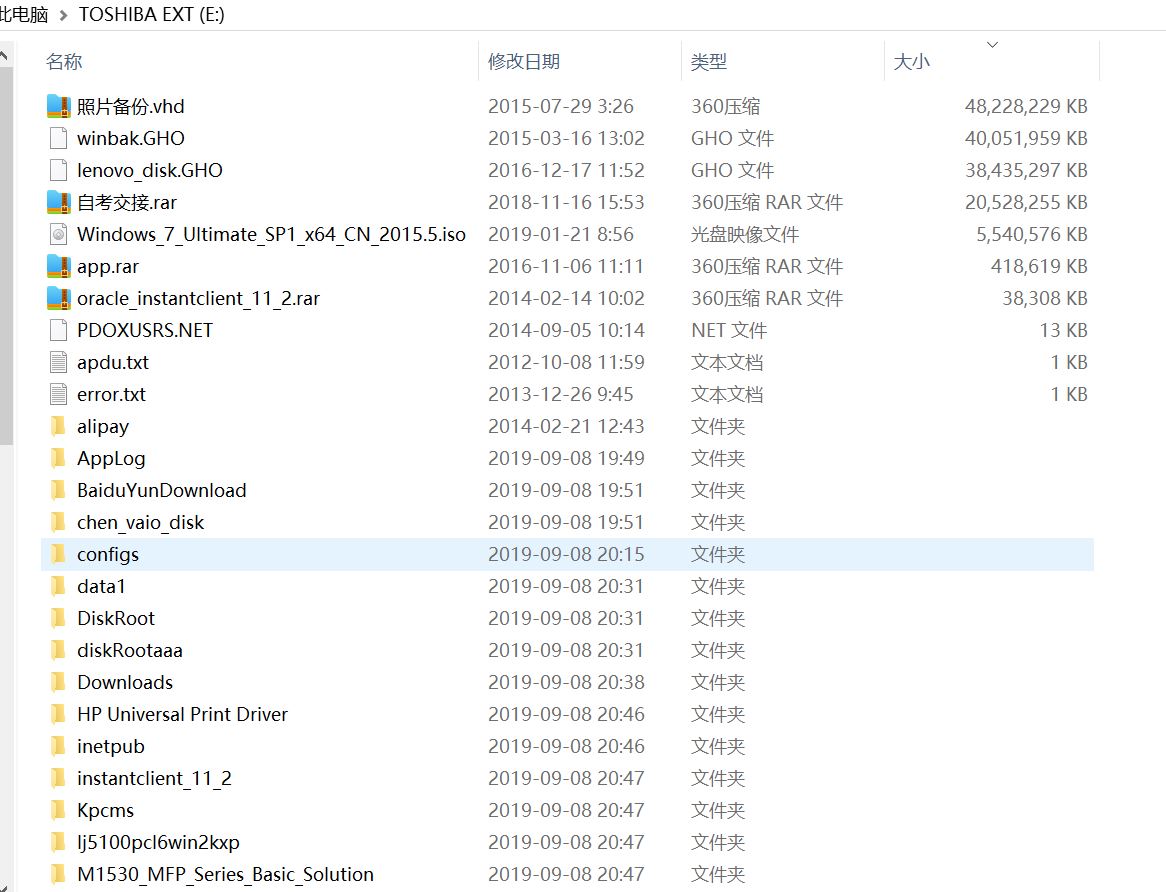 此电脑 > TOSHIBA EXT (E:)
名称 修改日期 类型 大小
照片备份.vhd 2015-07-29 3:26 360压缩 48,228,229 KB
winbak.GHO 2015-03-16 13:02 GHO 文件 40,051,959 KB
lenovo_disk.GHO 2016-12-17 11:52 GHO 文件 38,435,297 KB
自考交接.rar 2018-11-16 15:53 360压缩 RAR 文件 20,528,255 KB
Windows_7_Ultimate_SP1_x64_CN_2015.5.iso 2019-01-21 8:56 光盘映像文件 5,540,576 KB
app.rar 2016-11-06 11:11 360压缩 RAR 文件 418,619 KB
oracle_instantclient_11_2.rar 2014-02-14 10:02 360压缩 RAR 文件 38,308 KB
PDOXUSRS.NET 2014-09-05 10:14 NET 文件 13 KB
apdu.txt 2012-10-08 11:59 文本文档 1 KB
error.txt 2013-12-26 9:45 文本文档 1 KB
alipay 2014-02-21 12:43 文件夹
AppLog 2019-09-08 19:49 文件夹
BaiduYunDownload 2019-09-08 19:51 文件夹
chen_vaio_disk 2019-09-08 19:51 文件夹
configs 2019-09-08 20:15 文件夹
data1 2019-09-08 20:31 文件夹
DiskRoot 2019-09-08 20:31 文件夹
diskRootaaa 2019-09-08 20:31 文件夹
Downloads 2019-09-08 20:38 文件夹
HP Universal Print Driver 2019-09-08 20:46 文件夹
inetpub 2019-09-08 20:46 文件夹
instantclient_11_2 2019-09-08 20:47 文件夹
Kpcms 2019-09-08 20:47 文件夹
lj5100pcl6win2kxp 2019-09-08 20:47 文件夹
M1530_MFP_Series_Basic_Solution 2019-09-08 20:47 文件夹